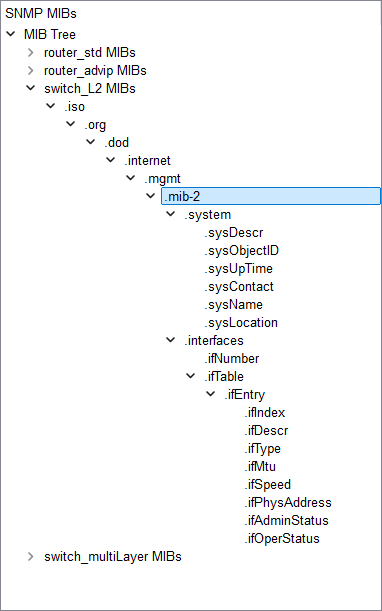 SNMP MIBs
MIB Tree
router_std MIBs
router_advip MIBs
switch_L2 MIBs
.iso
.org
.dod
.internet
.mgmt
.mib-2
.system
.sysDescr
.sysObjectID
.sysUpTime
.sysContact
.sysName
.sysLocation
.interfaces
.ifNumber
.ifTable
.ifEntry
.ifIndex
.ifDescr
.ifType
.ifMtu
.ifSpeed
.ifPhysAddress
.ifAdminStatus
.ifOperStatus
switch_multiLayer MIBs